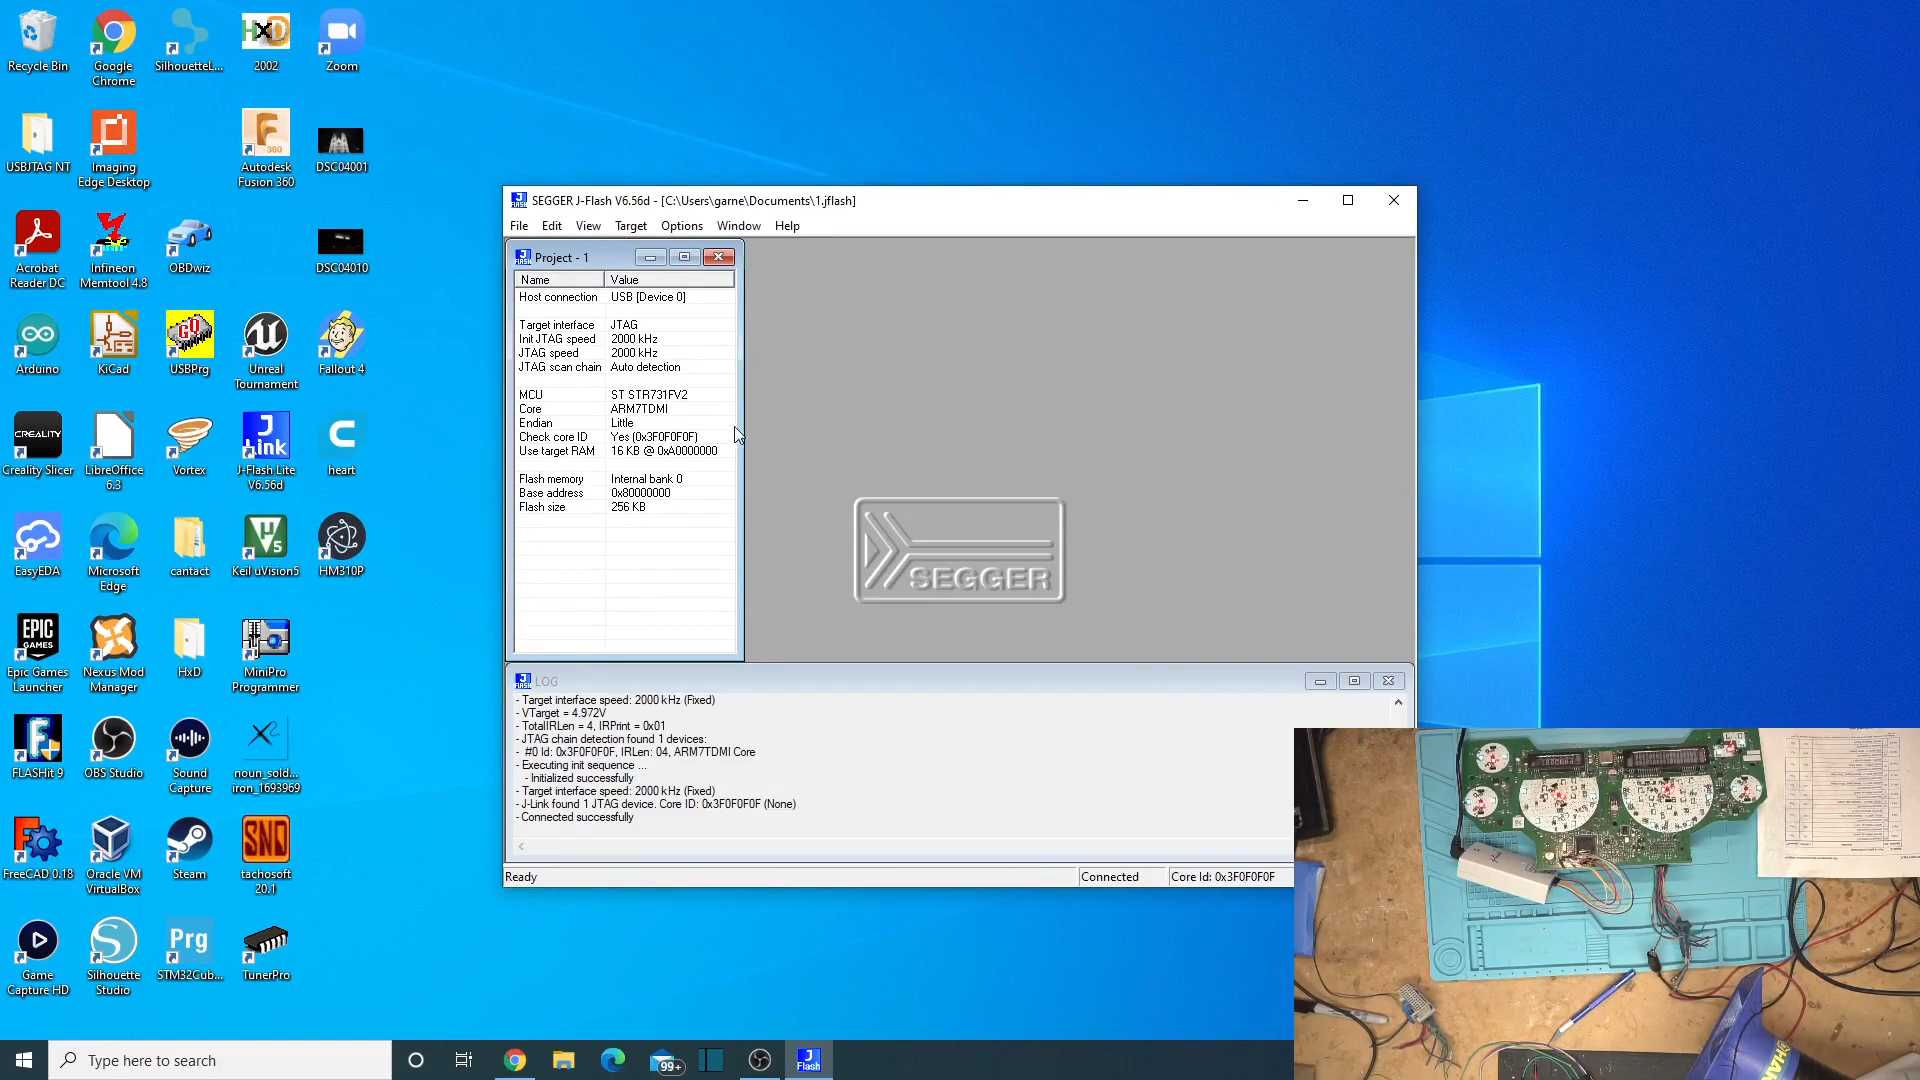 Recycle Bin
Google Chrome
SilhouetteL...
2002
Zoom
USBJTAG NT
Imaging Edge Desktop
Autodesk Fusion 360
DSC04001
Acrobat Reader DC
Infineon Memtool 4.8
OBDwiz
DSC04010
Arduino
KiCad
USBPrg
Unreal Tournament
Fallout 4
Creality Slicer
LibreOffice 6.3
Vortex
J-Flash Lite V6.56d
heart
EasyEDA
Microsoft Edge
cantact
Keil uVision5
HM310P
Epic Games Launcher
Nexus Mod Manager
HxD
MiniPro Programmer
FLASHit 9
OBS Studio
Sound Capture
noun_sold... iron_1693969
FreeCAD 0.18
Oracle VM VirtualBox
Steam
tachosoft 20.1
Game Capture HD
Silhouette Studio
STM32Cub...
TunerPro
SEGGER J-Flash V6.56d - [C:\Users\garne\Documents\1.jflash]
File Edit View Target Options Window Help
Project - 1
Name Value
Host connection USB [Device 0]
Target interface JTAG
Init JTAG speed 2000 kHz
JTAG speed 2000 kHz
JTAG scan chain Auto detection
MCU ST STR731FV2
Core ARM7TDMI
Endian Little
Check core ID Yes (0x3F0F0F0F)
Use target RAM 16 KB @ 0xA0000000
Flash memory Internal bank 0
Base address 0x80000000
Flash size 256 KB
SEGGER
LOG
- Target interface speed: 2000 kHz (Fixed)
- VTarget = 4.972V
- TotalIRLen = 4, IRPrint = 0x01
- JTAG chain detection found 1 devices:
- #0 Id: 0x3F0F0F0F, IRLen: 04, ARM7TDMI Core
- Executing init sequence ...
- Initialized successfully
- Target interface speed: 2000 kHz (Fixed)
- J-Link found 1 JTAG device. Core ID: 0x3F0F0F0F (None)
- Connected successfully
Ready Connected Core Id: 0x3F0F0F0F
Type here to search
99+
J
Flash